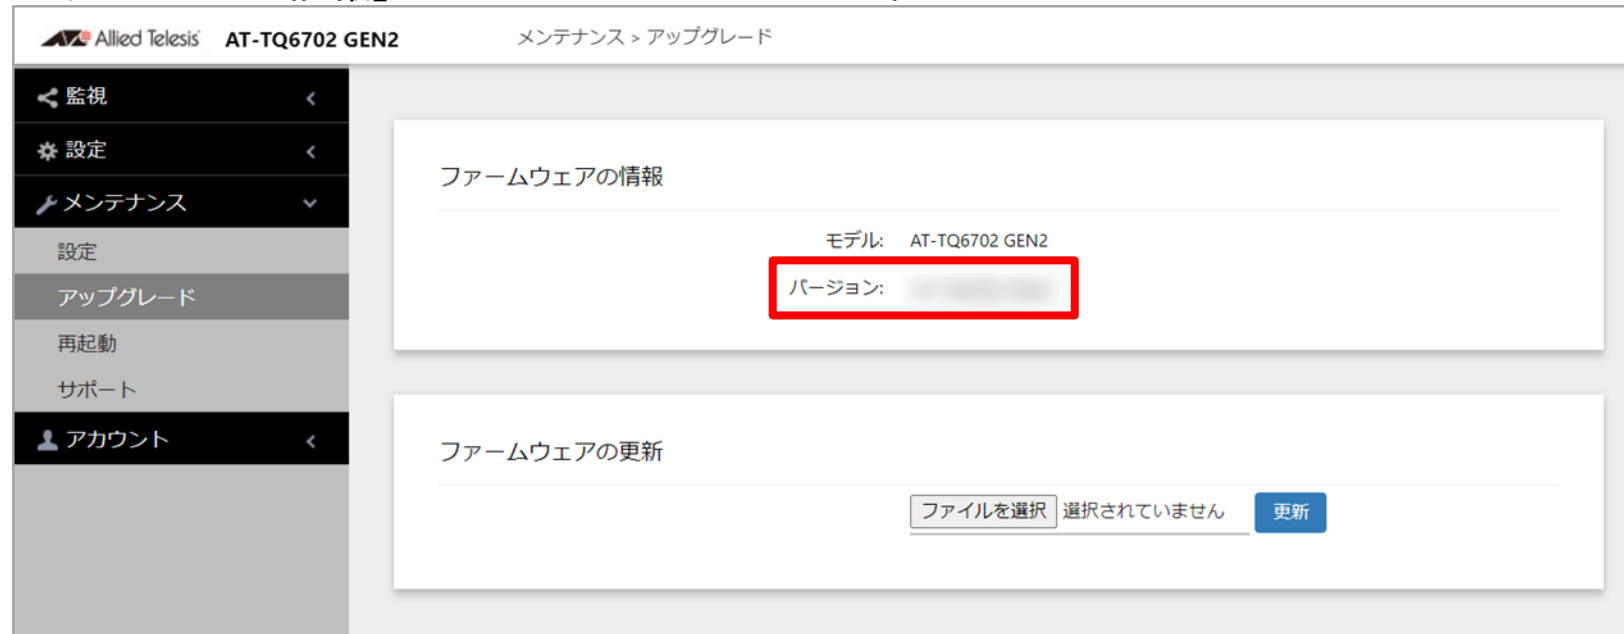 Allied Telesis AT-TQ6702 GEN2 メンテナンス > アップグレード
監視
設定
メンテナンス
設定
アップグレード
再起動
サポート
アカウント
ファームウェアの情報
モデル: AT-TQ6702 GEN2
バージョン:
ファームウェアの更新
ファイルを選択 選択されていません 更新